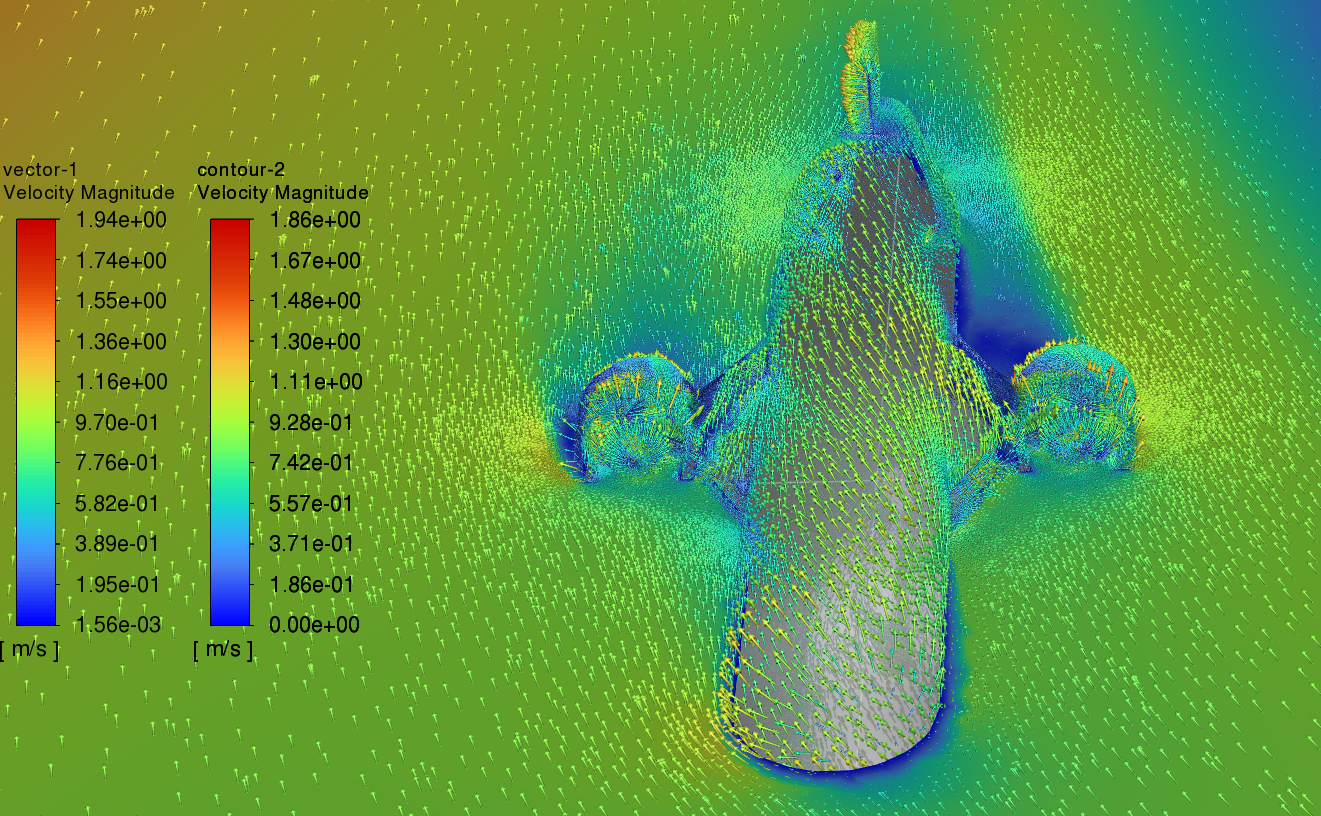 vector-1
Velocity Magnitude
1.94e+00
1.74e+00
1.55e+00
1.36e+00
1.16e+00
9.70e-01
7.76e-01
5.82e-01
3.89e-01
1.95e-01
1.56e-03
[ m/s ]
contour-2
Velocity Magnitude
1.86e+00
1.67e+00
1.48e+00
1.30e+00
1.11e+00
9.28e-01
7.42e-01
5.57e-01
3.71e-01
1.86e-01
0.00e+00
[ m/s ]